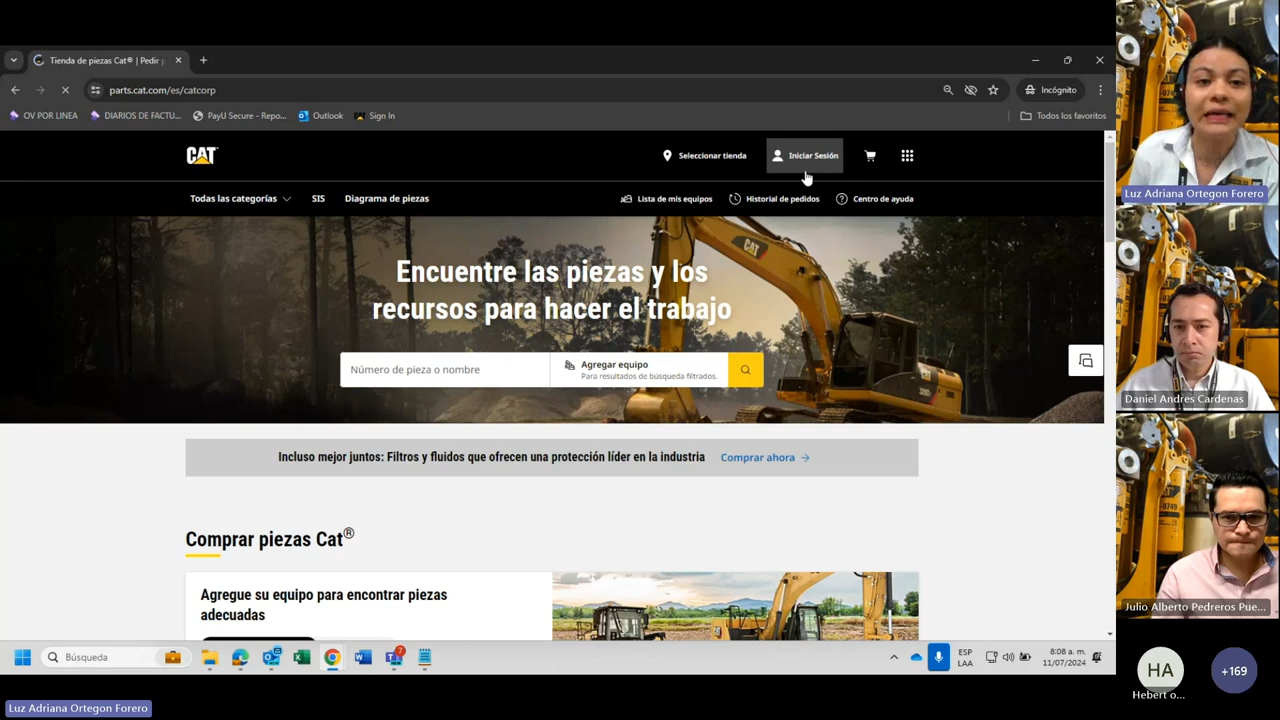 Tienda de piezas Cat® | Pedir p
parts.cat.com/es/catcorp
Incógnito
OV POR LINEA
DIARIOS DE FACTU...
PayU Secure - Repo...
Outlook
Sign In
Todos los favoritos
CAT
Seleccionar tienda
Iniciar Sesión
Todas las categorías
SIS
Diagrama de piezas
Lista de mis equipos
Historial de pedidos
Centro de ayuda
CAT
Encuentre las piezas y los
recursos para hacer el trabajo
Número de pieza o nombre
Agregar equipo
Para resultados de búsqueda filtrados.
Incluso mejor juntos: Filtros y fluidos que ofrecen una protección líder en la industria
Comprar ahora
Comprar piezas Cat®
Agregue su equipo para encontrar piezas
adecuadas
Búsqueda
7
ESP
LAA
8:08 a. m.
11/07/2024
Luz Adriana Ortegon Forero
Luz Adriana Ortegon Forero
Daniel Andres Cardenas
Julio Alberto Pedreros Pue...
HA
Hebert o...
+169